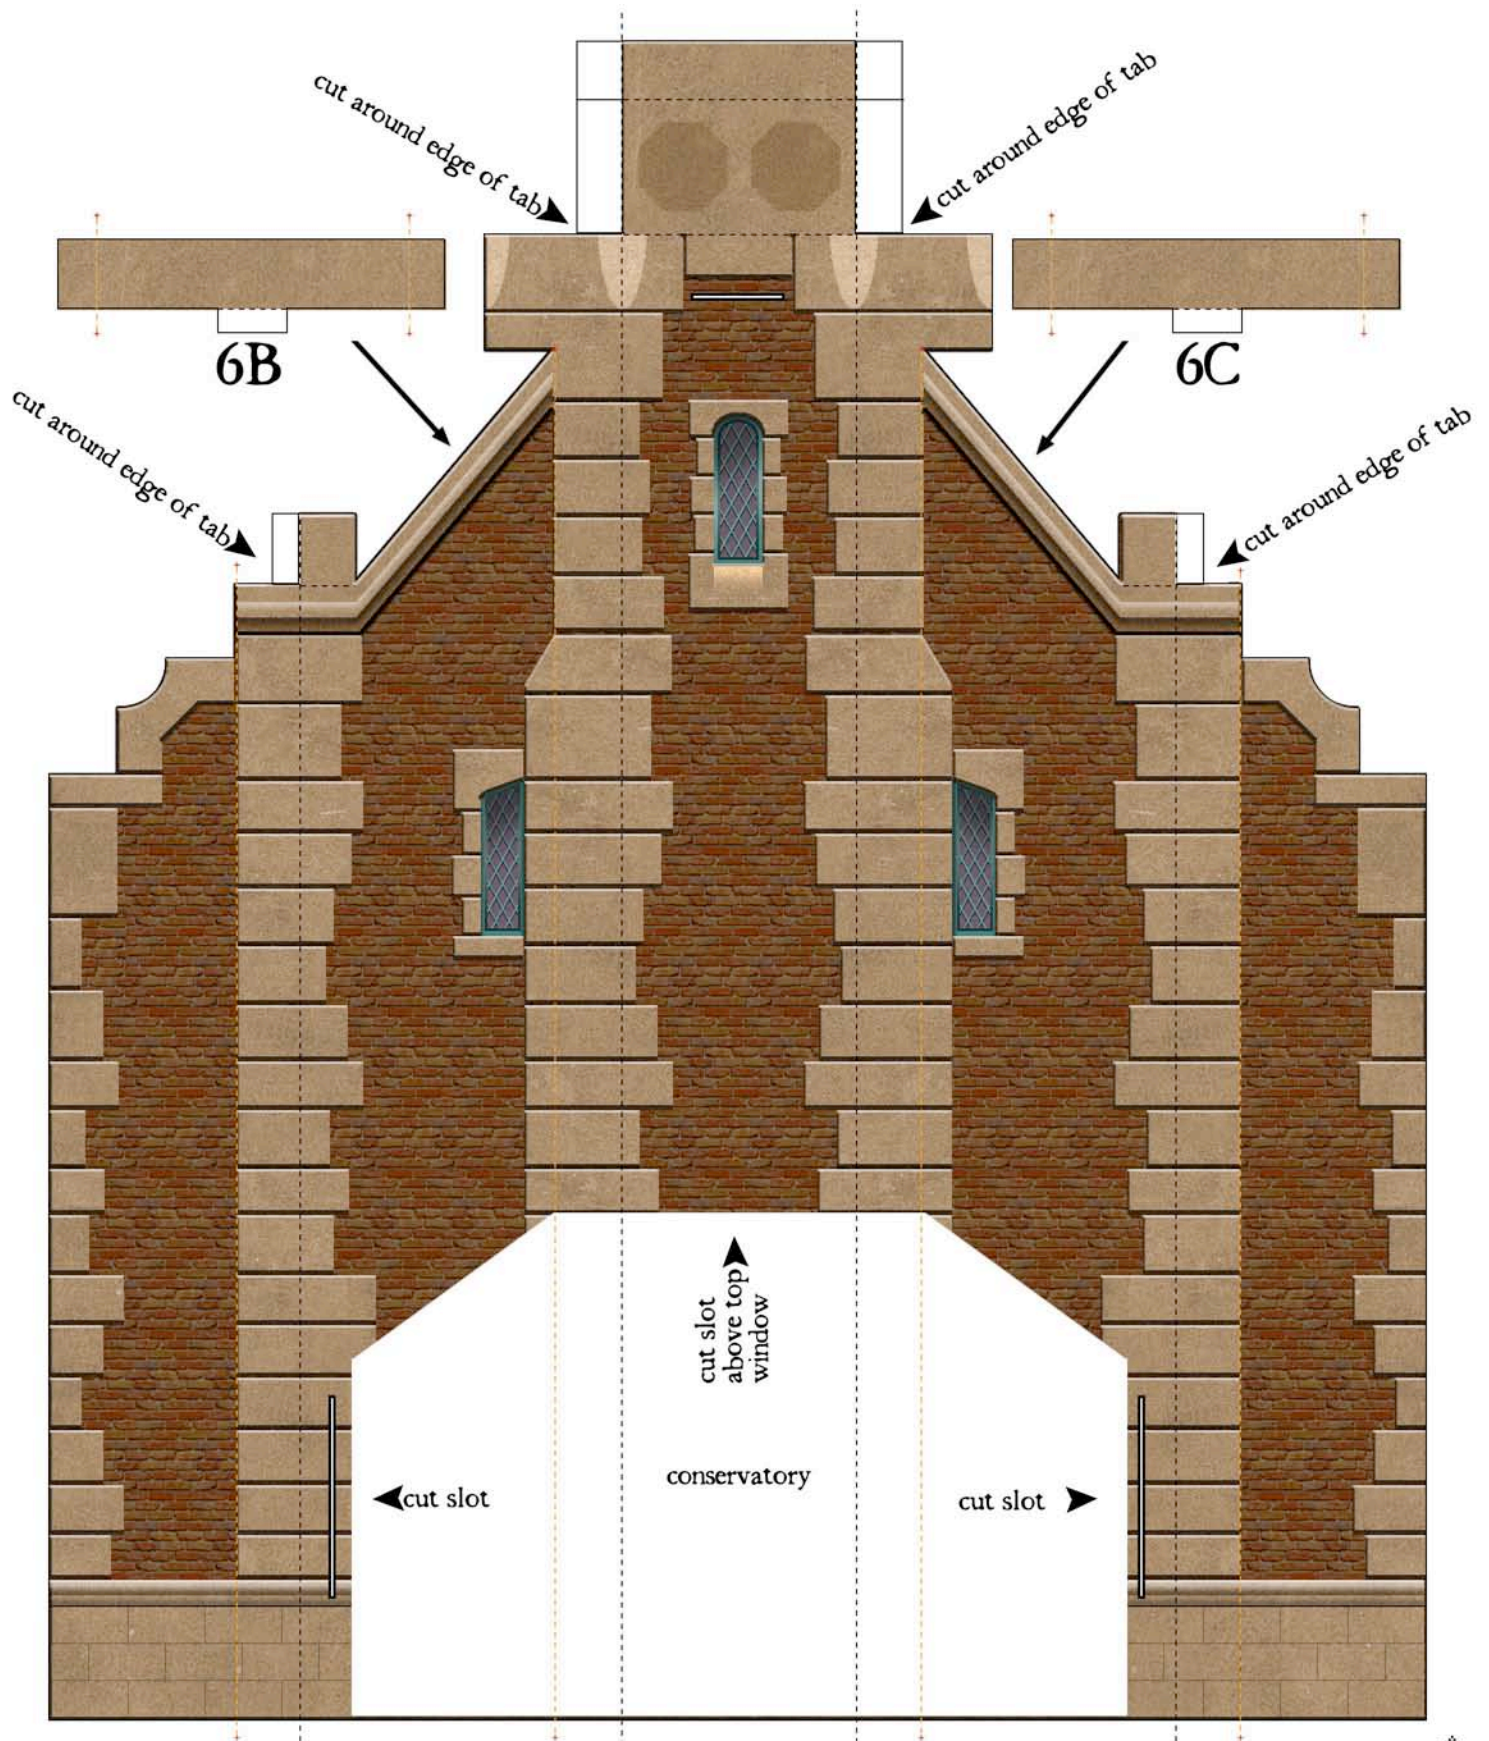 cut around edge of tab
cut around edge of tab
6B
6C
cut around edge of tab
cut around edge of tab
cut slot
above top
window
conservatory
cut slot
cut slot